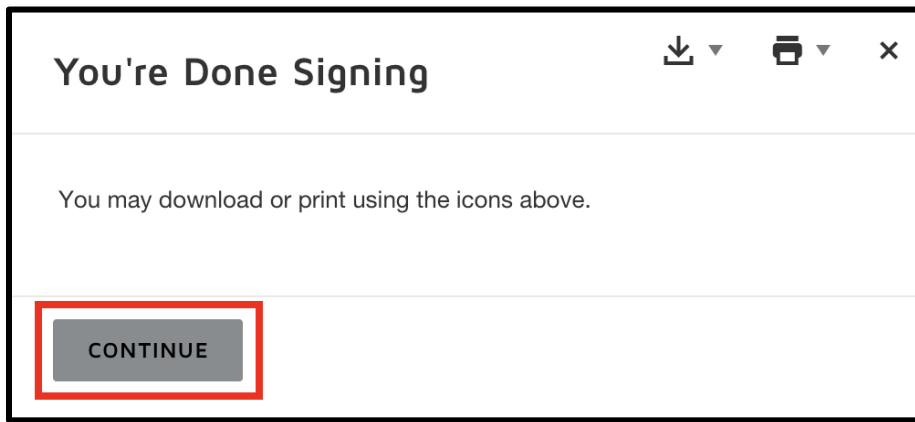 You're Done Signing
You may download or print using the icons above.
CONTINUE